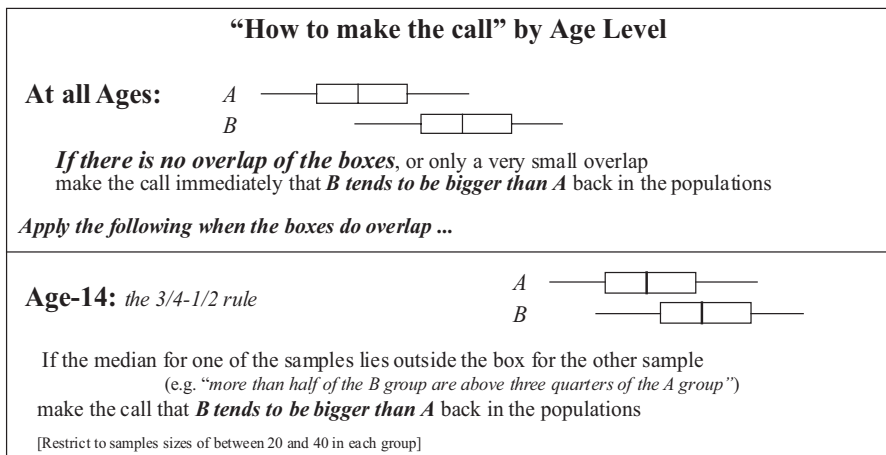 “How to make the call” by Age Level
At all Ages: A
B
If there is no overlap of the boxes, or only a very small overlap
make the call immediately that B tends to be bigger than A back in the populations
Apply the following when the boxes do overlap ...
Age-14: the 3/4-1/2 rule A
B
If the median for one of the samples lies outside the box for the other sample
(e.g. “more than half of the B group are above three quarters of the A group”)
make the call that B tends to be bigger than A back in the populations
[Restrict to samples sizes of between 20 and 40 in each group]